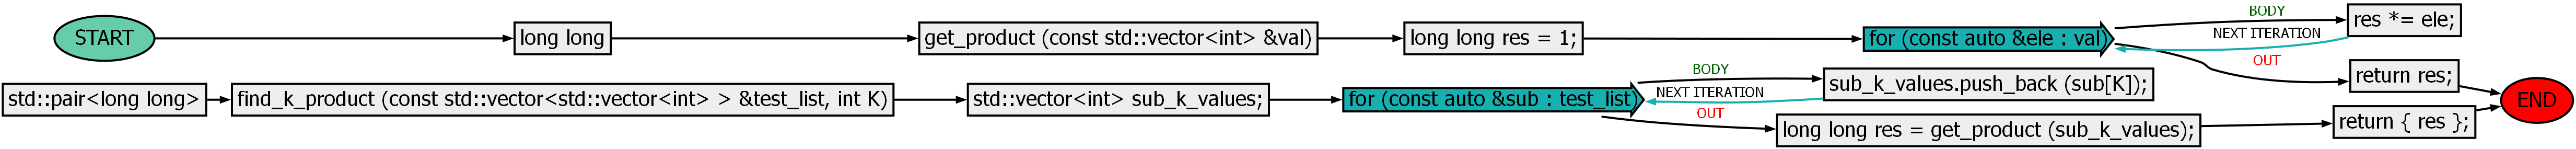 START
long long
get_product (const std::vector<int> &val)
long long res = 1;
for (const auto &ele : val)
BODY
res *= ele;
NEXT ITERATION
OUT
return res;
std::pair<long long>
find_k_product (const std::vector<std::vector<int> > &test_list, int K)
std::vector<int> sub_k_values;
for (const auto &sub : test_list)
BODY
sub_k_values.push_back (sub[K]);
NEXT ITERATION
OUT
long long res = get_product (sub_k_values);
return { res };
END